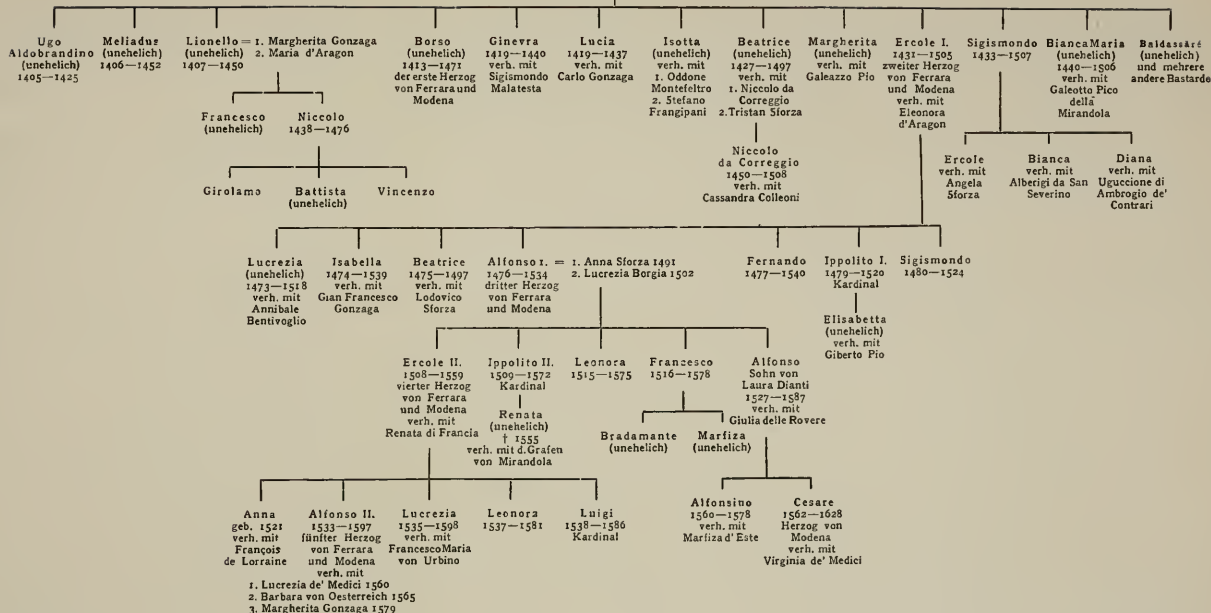 Ugo
Aldobrandino
(unehelich)
1405—1425
Meliadus
(unehelich)
1406—1452
Lionello = 1. Margherita Gonzaga
(unehelich) 2. Maria d'Aragon
1407—1450
Borso
(unehelich)
1413—1471
der erste Herzog
von Ferrara und
Modena
Ginevra
1419—1440
verh. mit
Sigismondo
Malatesta
Lucia
1419—1437
verh. mit
Carlo Gonzaga
Isotta
(unehelich)
verh. mit
1. Oddone
Montefeltro
2. Stefano
Frangipani
Beatrice
(unehelich)
1427—1497
verh. mit
1. Niccolo da
Correggio
2. Tristan Sforza
Margherita
(unehelich)
verh. mit
Galeazzo Pio
Ercole I.
1431—1505
zweiter Herzog
von Ferrara
und Modena
verh. mit
Eleonora
d'Aragon
Sigismondo
1433—1507
Bianca Maria
(unehelich)
1440—1506
verh. mit
Galeotto Pico
della
Mirandola
Baldassáré
(unehelich)
und mehrere
andere Bastarde
Francesco
(unehelich)
Niccolo
1438—1476
Girolamo
Battista
(unehelich)
Vincenzo
Niccolo
da Correggio
1450—1508
verh. mit
Cassandra Colleoni
Ercole
verh. mit
Angela
Sforza
Bianca
verh. mit
Alberigi da San
Severino
Diana
verh. mit
Uguccione di
Ambrogio de'
Contrari
Lucrezia
(unehelich)
1473—1518
verh. mit
Annibale
Bentivoglio
Isabella
1474—1539
verh. mit
Gian Francesco
Gonzaga
Beatrice
1475—1497
verh. mit
Lodovico
Sforza
Alfonso I. = 1. Anna Sforza 1491
1476—1534 2. Lucrezia Borgia 1502
dritter Herzog
von Ferrara
und Modena
Fernando
1477—1540
Ippolito I.
1479—1520
Kardinal
Sigismondo
1480—1524
Elisabetta
(unehelich)
verh. mit
Giberto Pio
Ercole II.
1508—1559
vierter Herzog
von Ferrara
und Modena
verh. mit
Renata di Francia
Ippolito II.
1509—1572
Kardinal
Renata
(unehelich)
† 1555
verh. mit d. Grafen
von Mirandola
Leonora
1515—1575
Francesco
1516—1578
Alfonso
Sohn von
Laura Dianti
1527—1587
verh. mit
Giulia delle Rovere
Bradamante
(unehelich)
Marfiza
(unehelich)
Anna
geb. 1521
verh. mit
François
de Lorraine
Alfonso II.
1533—1597
fünfter Herzog
von Ferrara
und Modena
verh. mit
1. Lucrezia de' Medici 1560
2. Barbara von Oesterreich 1565
3. Margherita Gonzaga 1579
Lucrezia
1535—1598
verh. mit
Francesco Maria
von Urbino
Leonora
1537—1581
Luigi
1538—1586
Kardinal
Alfonsino
1560—1578
verh. mit
Marfiza d'Este
Cesare
1562—1628
Herzog von
Modena
verh. mit
Virginia de' Medici